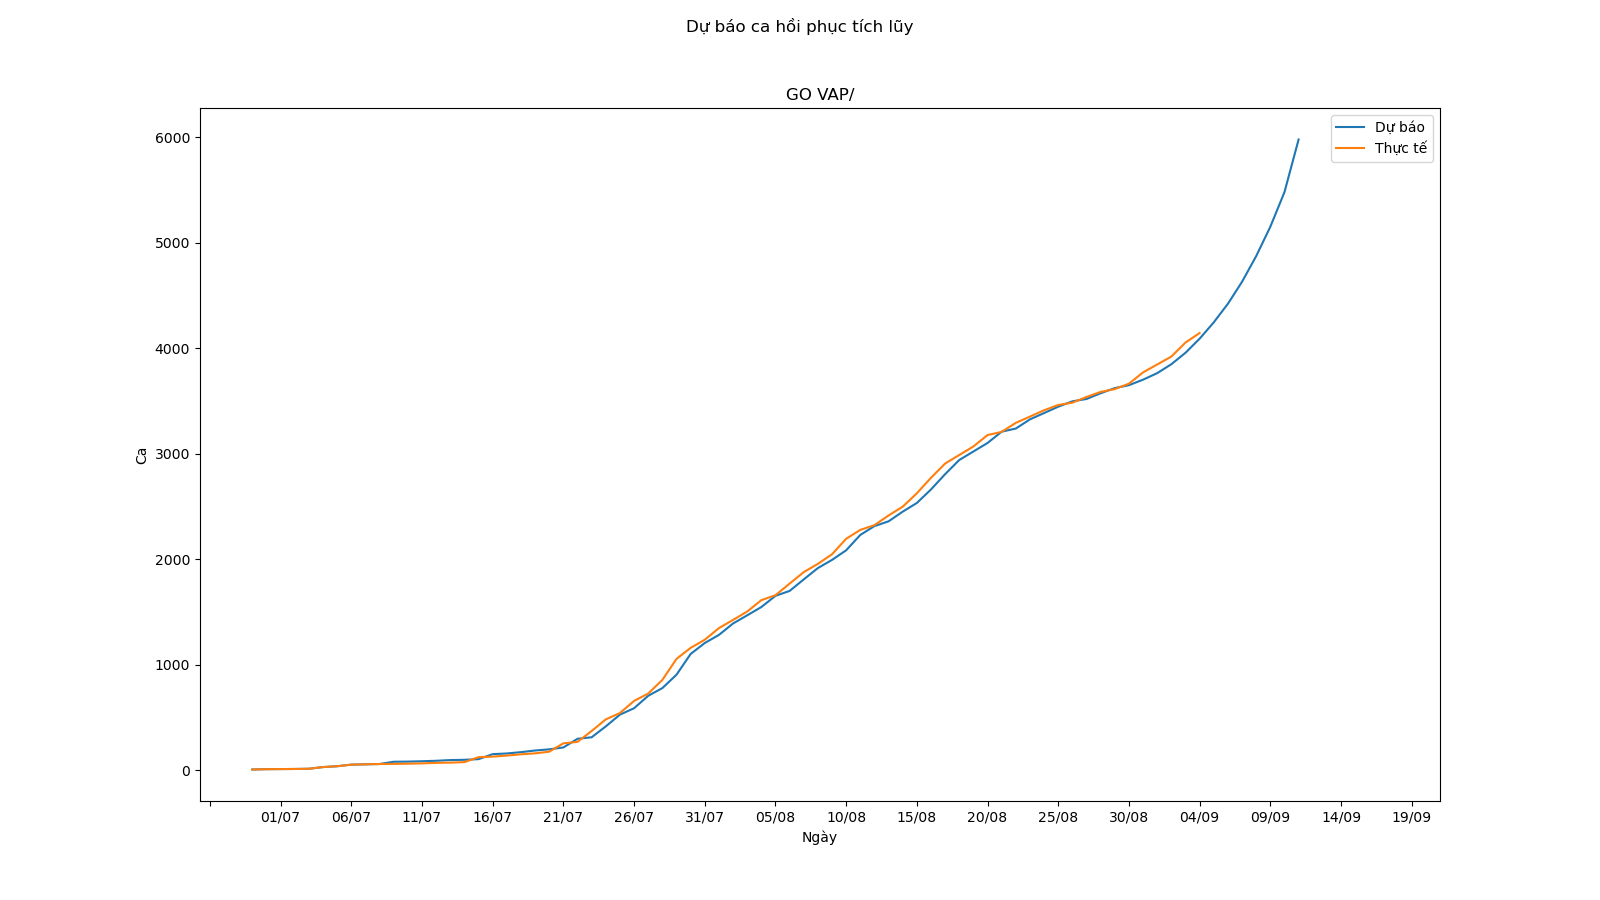 Dự báo ca hồi phục tích lũy
GO VAP/
Dự báo
Thực tế
6000
5000
4000
3000
2000
1000
0
Ca
01/07 06/07 11/07 16/07 21/07 26/07 31/07 05/08 10/08 15/08 20/08 25/08 30/08 04/09 09/09 14/09 19/09
Ngày